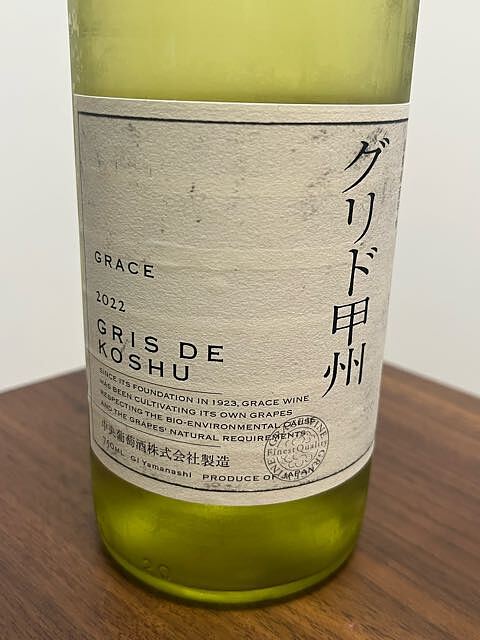 グリド甲州
GRACE
2022
GRIS DE
KOSHU
SINCE ITS FOUNDATION IN 1923, GRACE WINE
HAS BEEN CULTIVATING ITS OWN GRAPES
RESPECTING THE BIO-ENVIRONMENTAL CAUSE
AND THE GRAPES' NATURAL REQUIREMENTS
中央葡萄酒株式会社製造
750ML GI Yamanashi PRODUCE OF JAPAN
Finest Quality